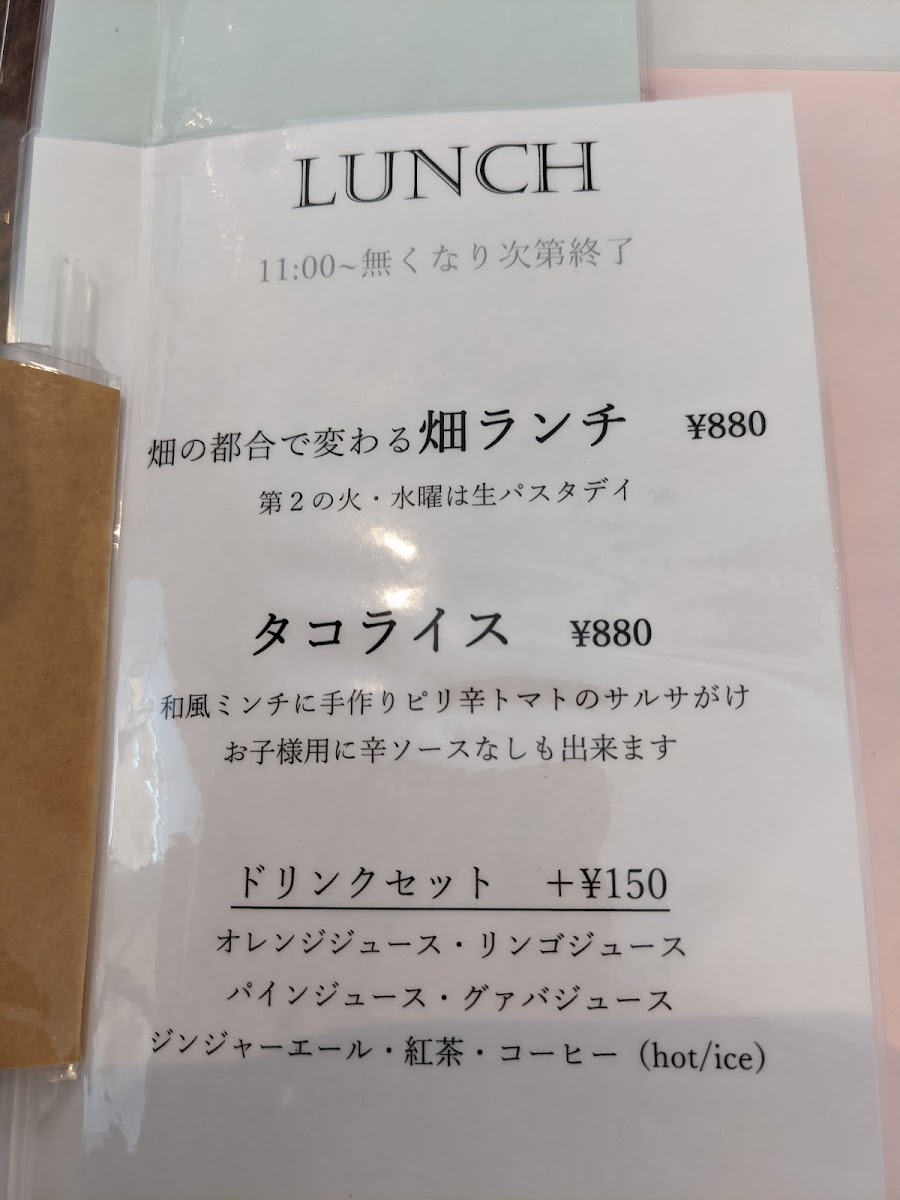 LUNCH
11:00~無くなり次第終了
畑の都合で変わる畑ランチ ¥880
第2の火・水曜は生パスタデイ
タコライス ¥880
和風ミンチに手作りピリ辛トマトのサルサがけ
お子様用に辛ソースなしも出来ます
ドリンクセット +¥150
オレンジジュース・リンゴジュース
パインジュース・グァバジュース
ジンジャーエール・紅茶・コーヒー（hot/ice）